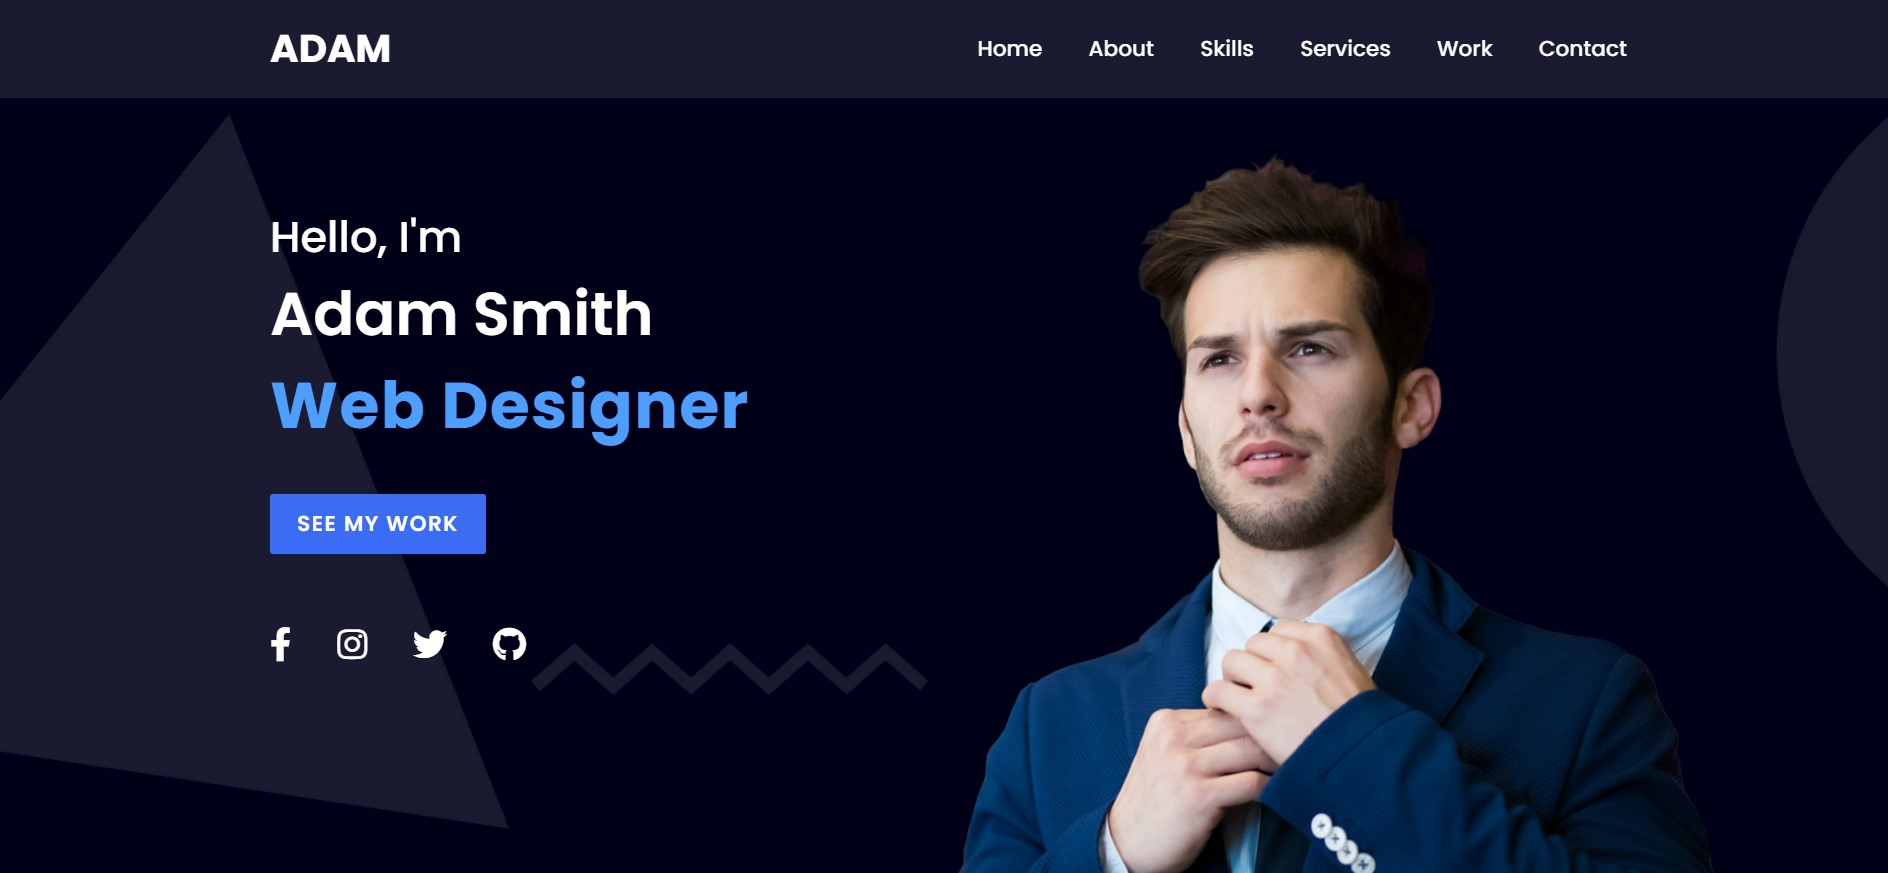 ADAM
Home About Skills Services Work Contact
Hello, I'm
Adam Smith
Web Designer
SEE MY WORK